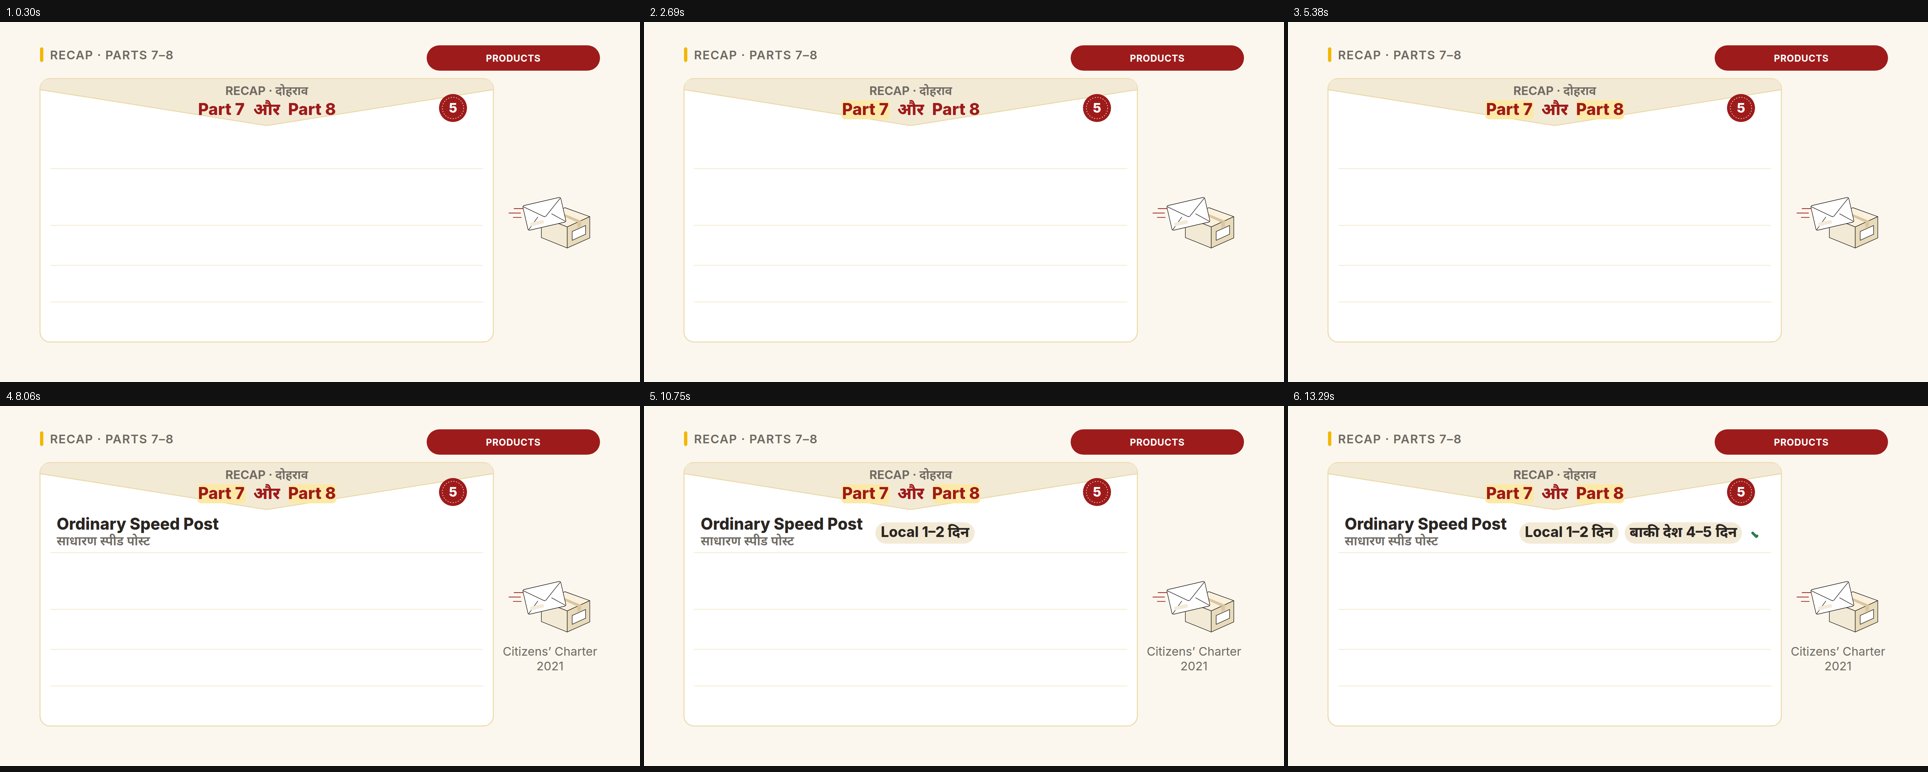 1. 0.30s
RECAP · PARTS 7–8
PRODUCTS
RECAP · दोहराव
Part 7 और Part 8
5
2. 2.69s
RECAP · PARTS 7–8
PRODUCTS
RECAP · दोहराव
Part 7 और Part 8
5
3. 5.38s
RECAP · PARTS 7–8
PRODUCTS
RECAP · दोहराव
Part 7 और Part 8
5
4. 8.06s
RECAP · PARTS 7–8
PRODUCTS
RECAP · दोहराव
Part 7 और Part 8
5
Ordinary Speed Post
साधारण स्पीड पोस्ट
Citizens’ Charter
2021
5. 10.75s
RECAP · PARTS 7–8
PRODUCTS
RECAP · दोहराव
Part 7 और Part 8
5
Ordinary Speed Post
Local 1–2 दिन
साधारण स्पीड पोस्ट
Citizens’ Charter
2021
6. 13.29s
RECAP · PARTS 7–8
PRODUCTS
RECAP · दोहराव
Part 7 और Part 8
5
Ordinary Speed Post
Local 1–2 दिन बाकी देश 4–5 दिन
साधारण स्पीड पोस्ट
Citizens’ Charter
2021